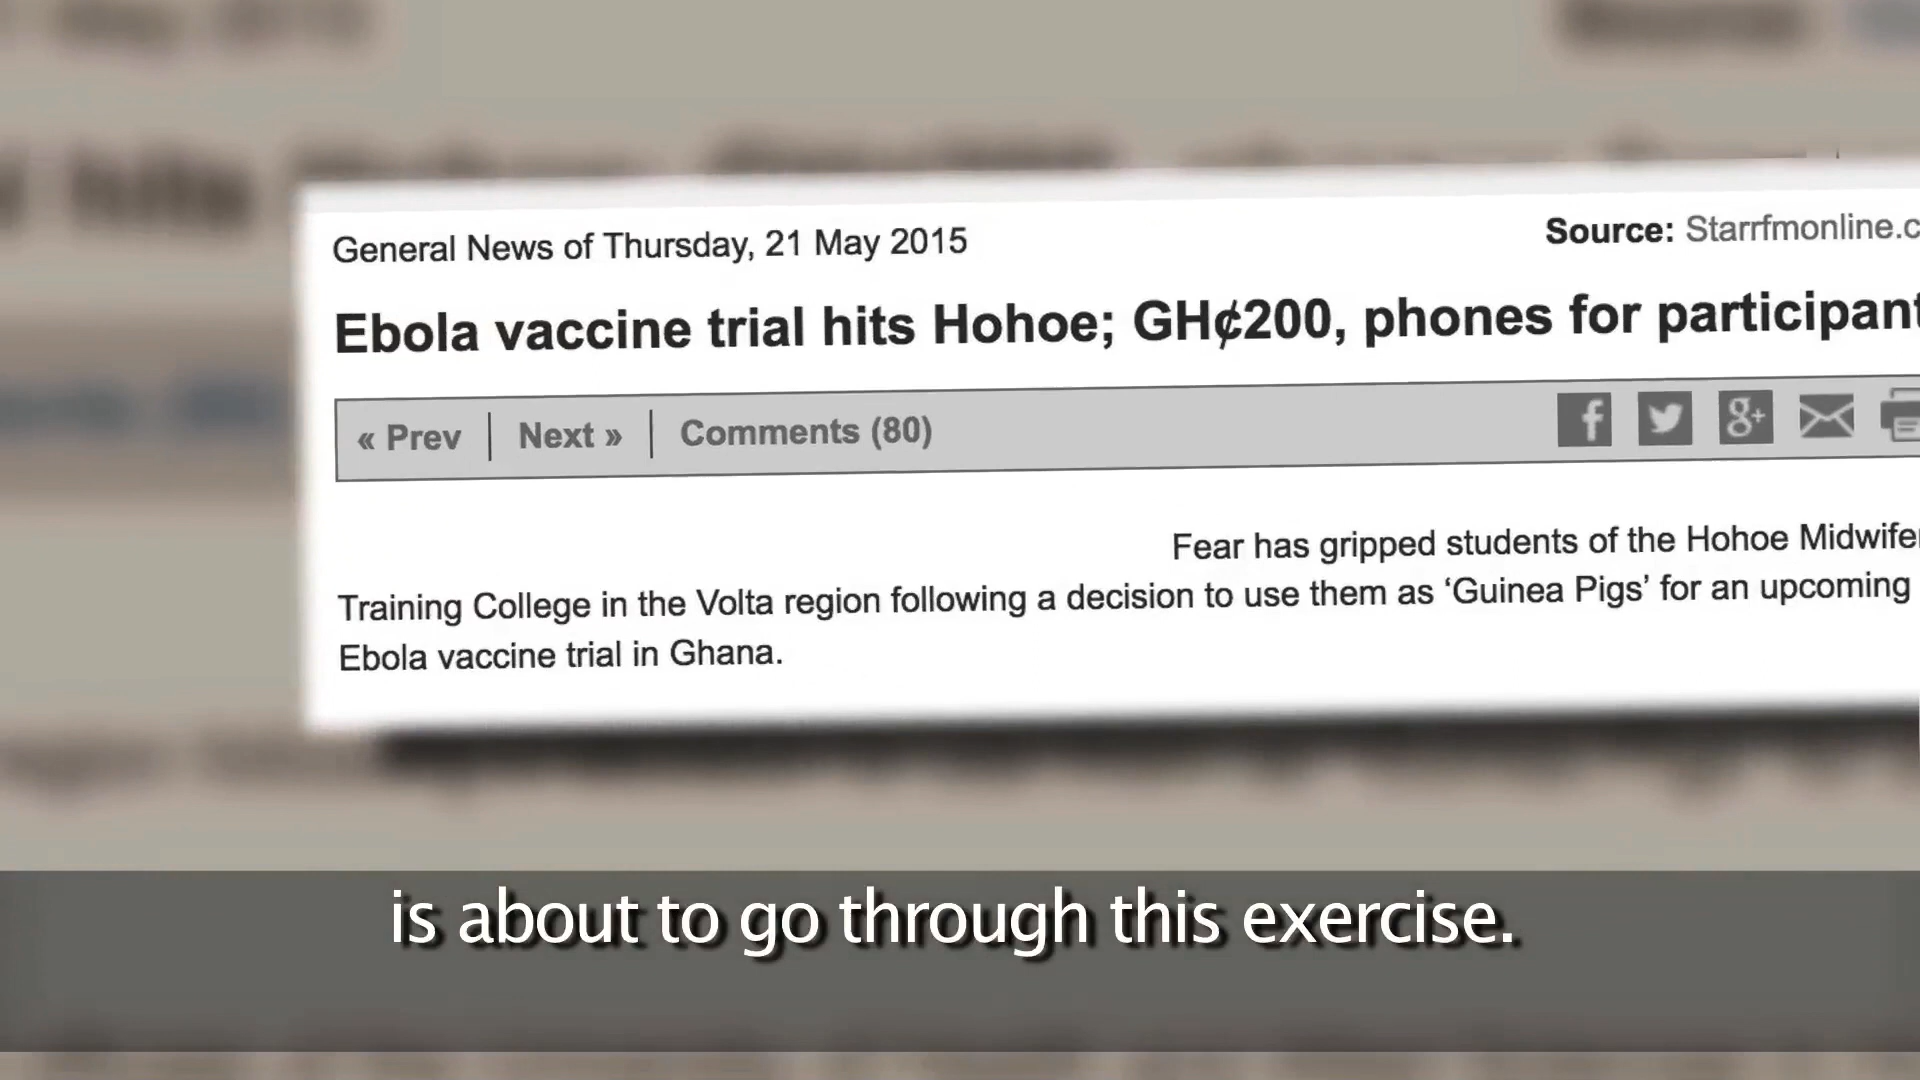 General News of Thursday, 21 May 2015
Source: Starrfmonline.c
Ebola vaccine trial hits Hohoe; GH¢200, phones for participant
« Prev | Next » | Comments (80)
Fear has gripped students of the Hohoe Midwife
Training College in the Volta region following a decision to use them as ‘Guinea Pigs’ for an upcoming
Ebola vaccine trial in Ghana.
is about to go through this exercise.